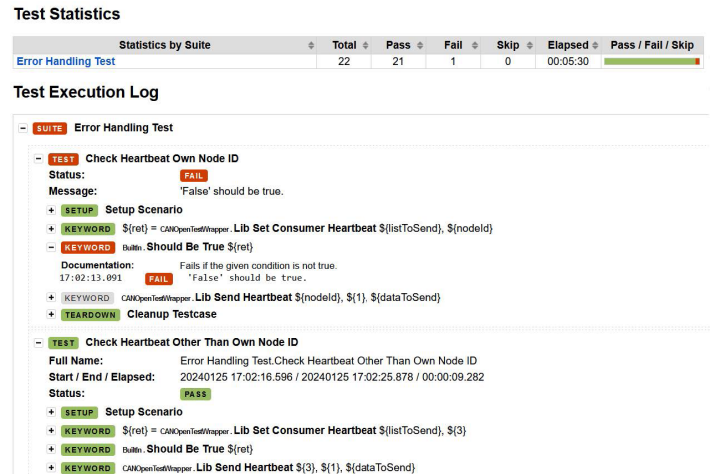 Test Statistics
Statistics by Suite Total Pass Fail Skip Elapsed Pass / Fail / Skip
Error Handling Test 22 21 1 0 00:05:30
Test Execution Log
SUITE Error Handling Test
TEST Check Heartbeat Own Node ID
Status: FAIL
Message: 'False' should be true.
SETUP Setup Scenario
KEYWORD ${ret} = CANOpenTestWrapper. Lib Set Consumer Heartbeat ${listToSend}, ${nodeId}
KEYWORD BuiltIn. Should Be True ${ret}
Documentation: Fails if the given condition is not true.
17:02:13.091 FAIL 'False' should be true.
KEYWORD CANOpenTestWrapper. Lib Send Heartbeat ${nodeId}, ${1}, ${dataToSend}
TEARDOWN Cleanup Testcase
TEST Check Heartbeat Other Than Own Node ID
Full Name: Error Handling Test.Check Heartbeat Other Than Own Node ID
Start / End / Elapsed: 20240125 17:02:16.596 / 20240125 17:02:25.878 / 00:00:09.282
Status: PASS
SETUP Setup Scenario
KEYWORD ${ret} = CANOpenTestWrapper. Lib Set Consumer Heartbeat ${listToSend}, ${3}
KEYWORD BuiltIn. Should Be True ${ret}
KEYWORD CANOpenTestWrapper. Lib Send Heartbeat ${3}, ${1}, ${dataToSend}